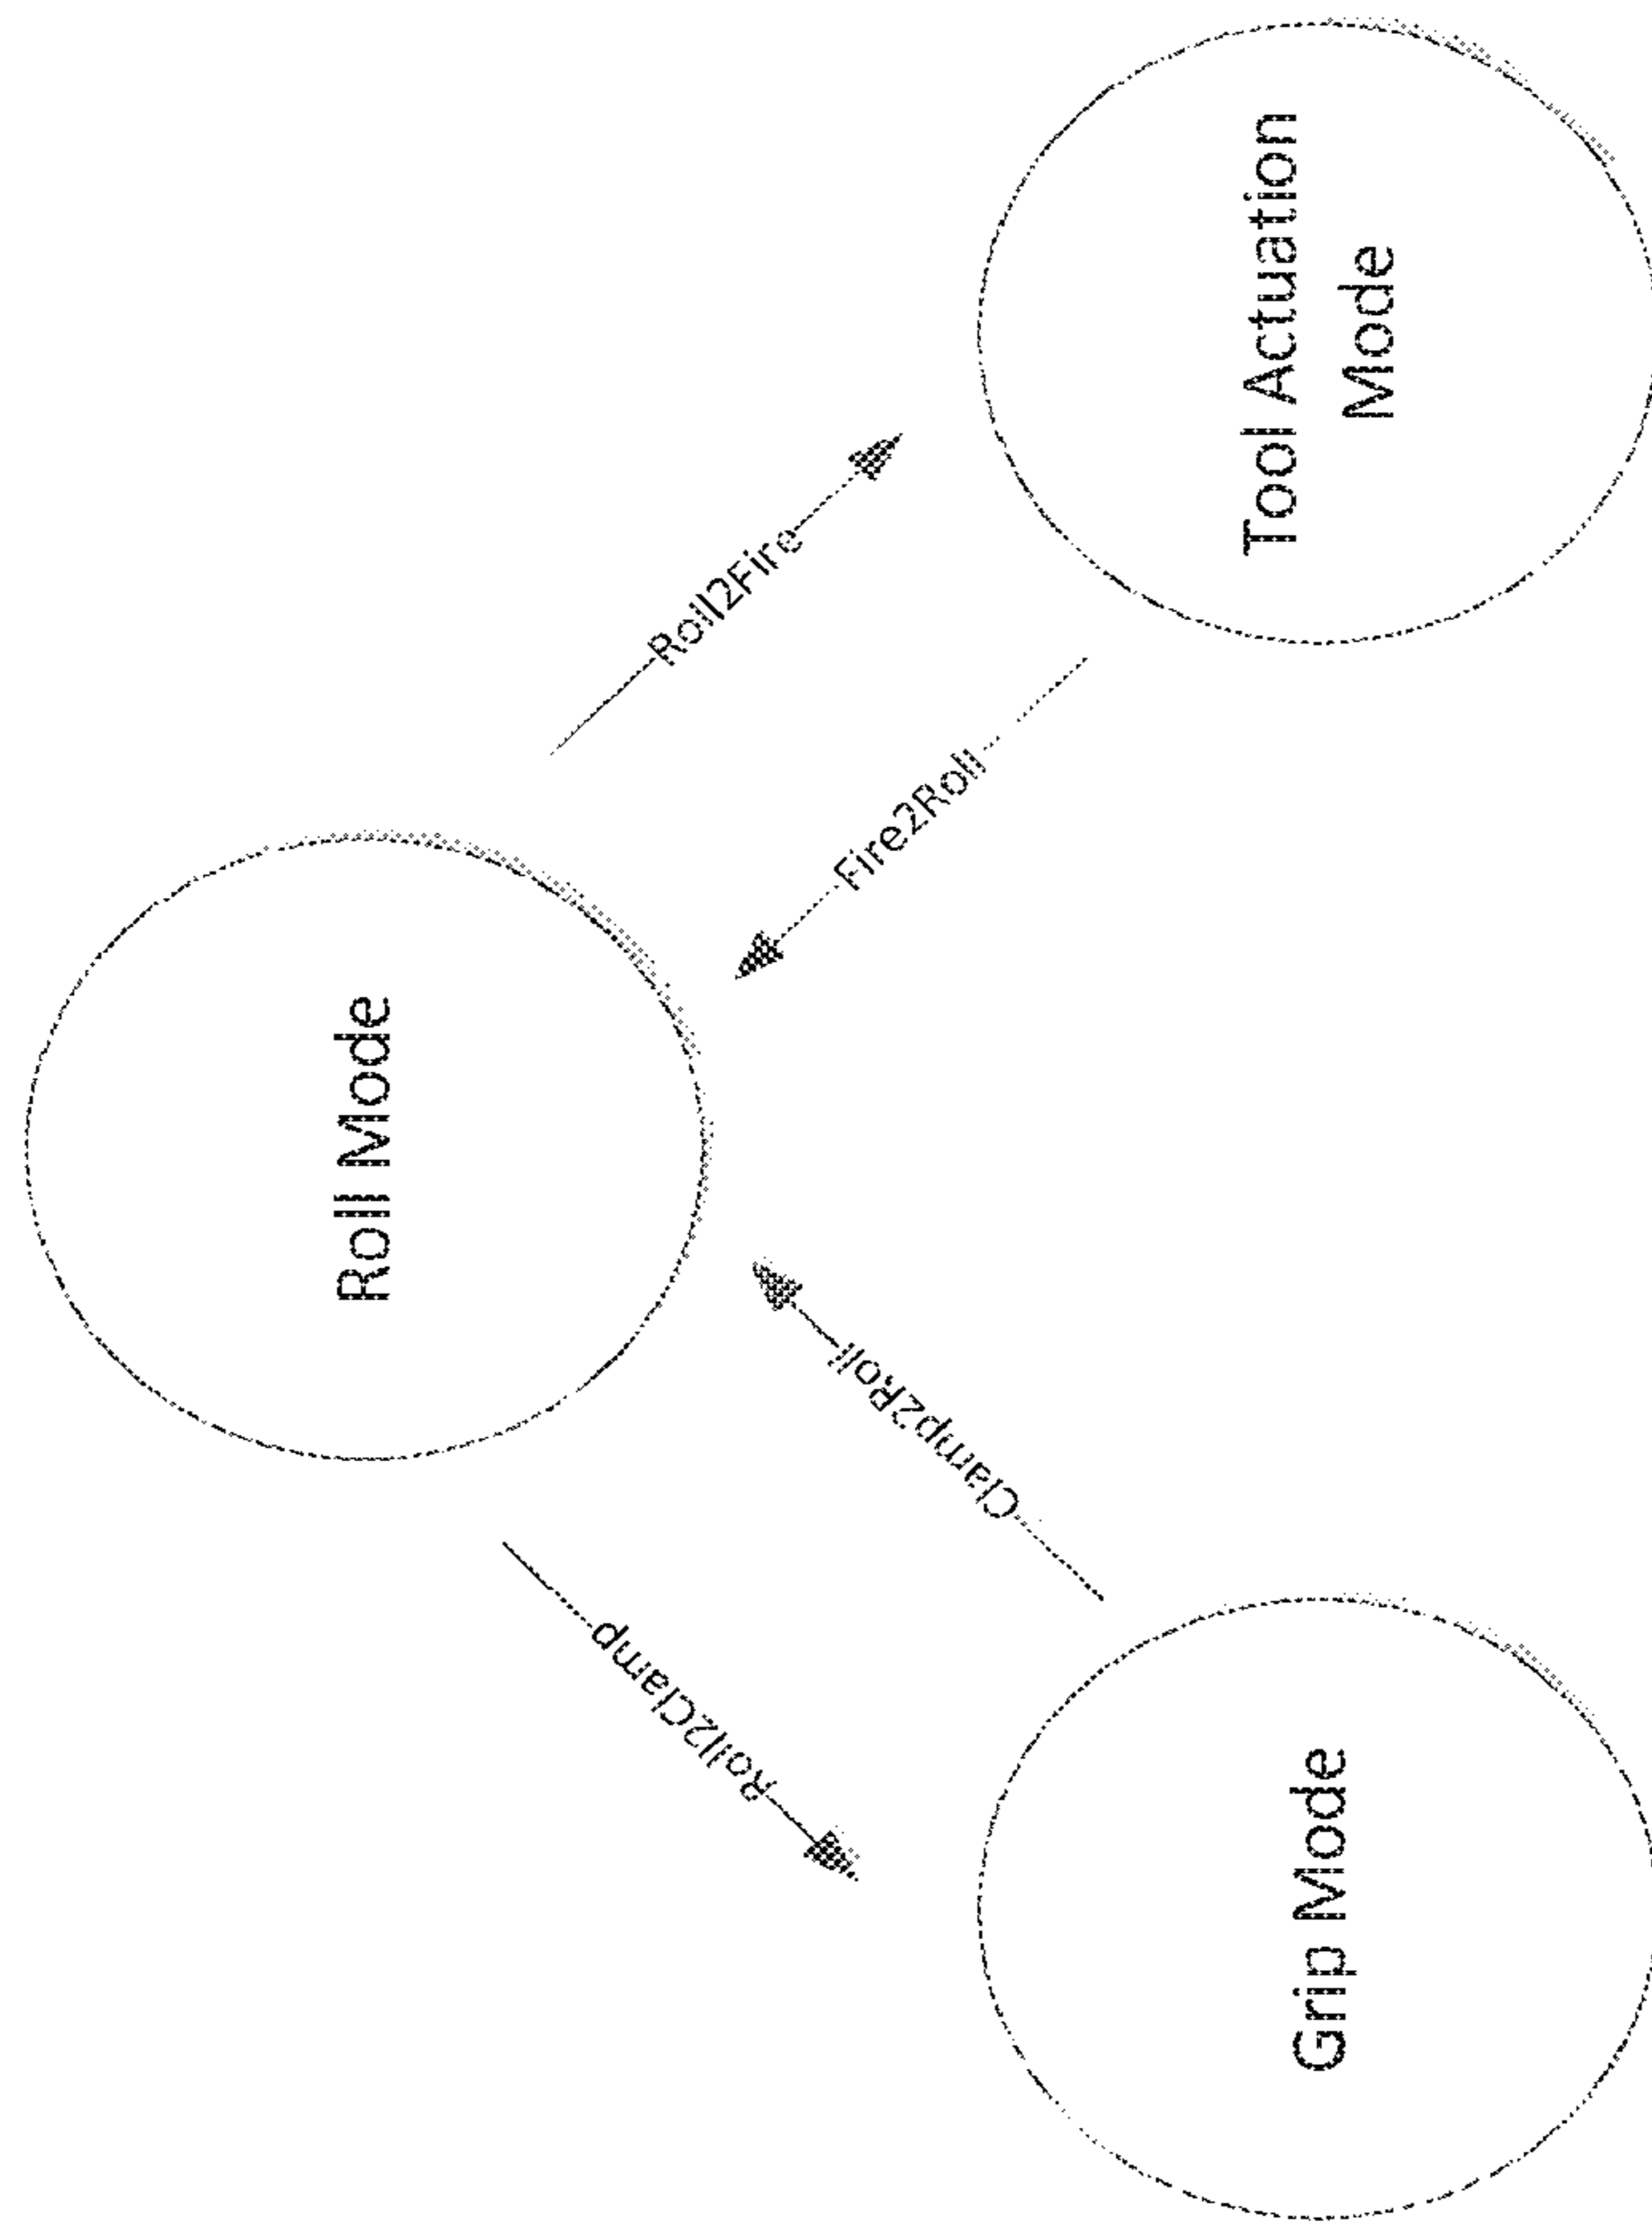 Roll Mode
Roll2Clamp
Clamp2Roll
Fire2Roll
Roll2Fire
Grip Mode
Tool Actuation
Mode